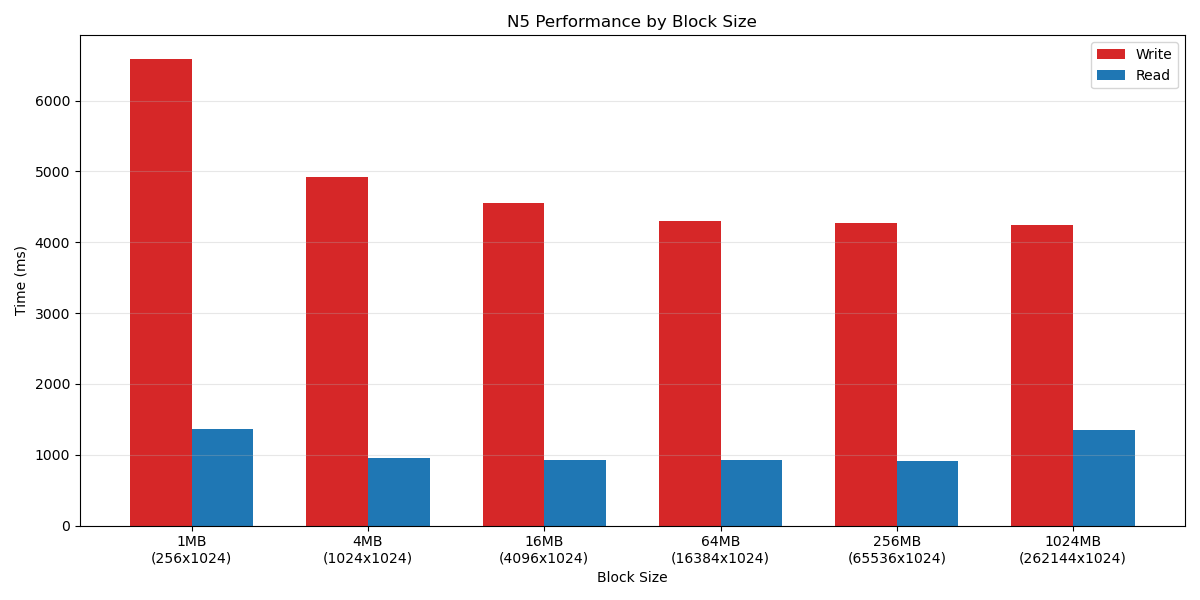 N5 Performance by Block Size
Write
Read
Time (ms)
6000
5000
4000
3000
2000
1000
0
1MB
(256x1024)
4MB
(1024x1024)
16MB
(4096x1024)
64MB
(16384x1024)
256MB
(65536x1024)
1024MB
(262144x1024)
Block Size